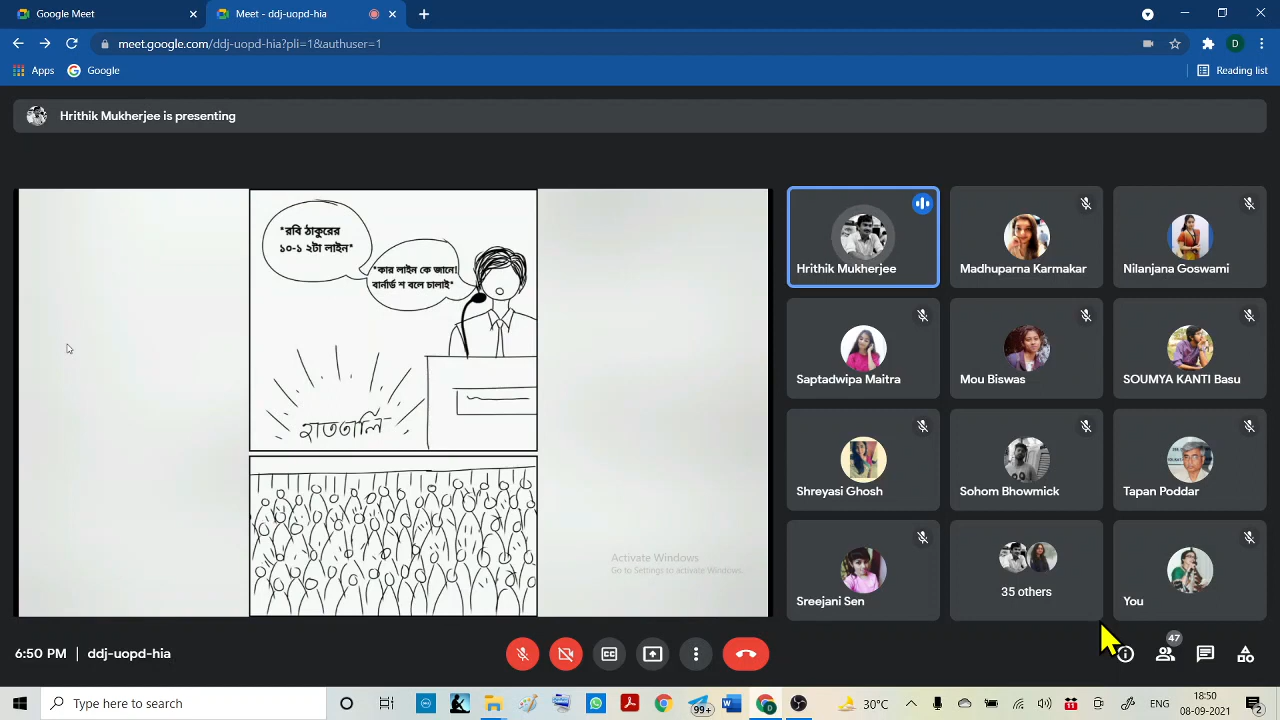 Google Meet
Meet - ddj-uopd-hia
meet.google.com/ddj-uopd-hia?pli=1&authuser=1
D
Apps
Google
Reading list
Hrithik Mukherjee is presenting
*রবি ঠাকুরের
১০-১ ২টা লাইন*
*কার লাইন কে জানে!
বার্নার্ড শ বলে চালাই*
হাততালি
Activate Windows
Go to Settings to activate Windows.
Hrithik Mukherjee
Madhuparna Karmakar
Nilanjana Goswami
Saptadwipa Maitra
Mou Biswas
SOUMYA KANTI Basu
Shreyasi Ghosh
Sohom Bhowmick
Tapan Poddar
Sreejani Sen
35 others
You
6:50 PM | ddj-uopd-hia
47
Type here to search
99+
30°C
11
ENG
18:50
08-09-2021
2